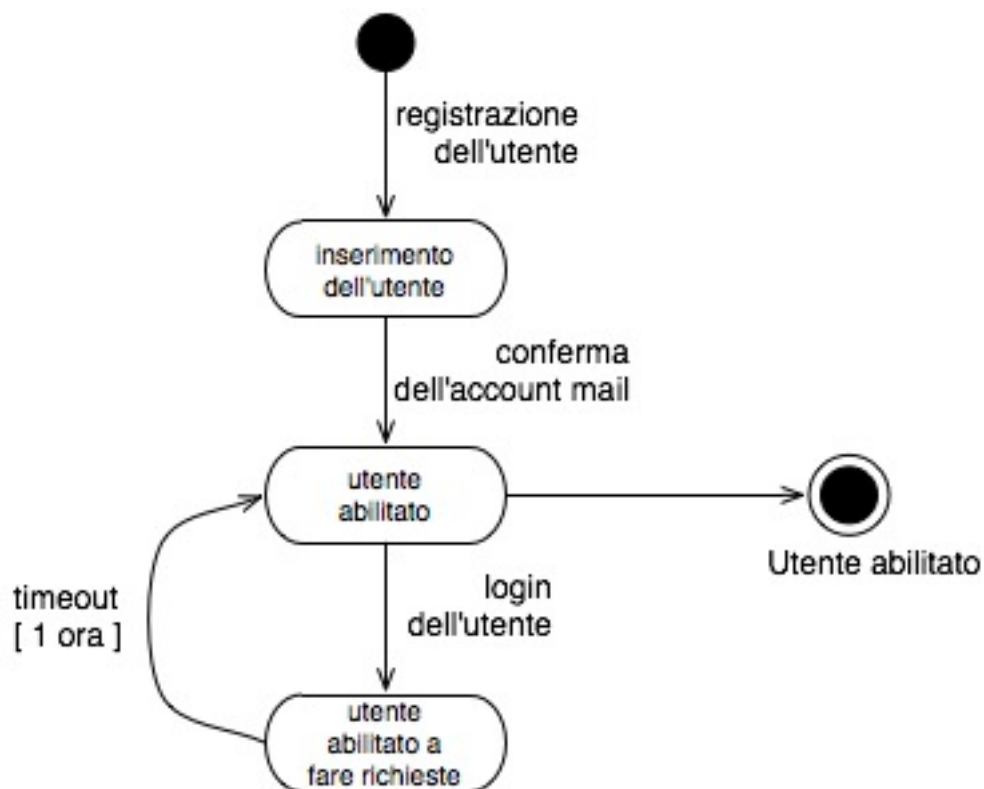 registrazione
dell'utente
inserimento
dell'utente
conferma
dell'account mail
utente
abilitato
Utente abilitato
timeout
[ 1 ora ]
login
dell'utente
utente
abilitato a
fare richieste